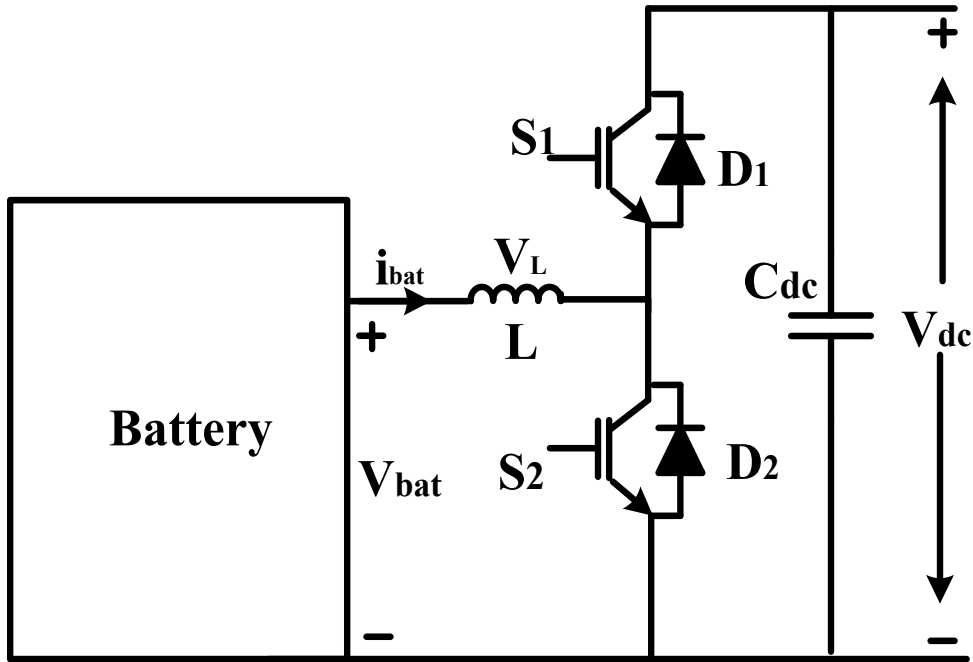 +
S1
D1
ibat
VL
Cdc
+
L
Vdc
Battery
Vbat
S2
D2
−
−